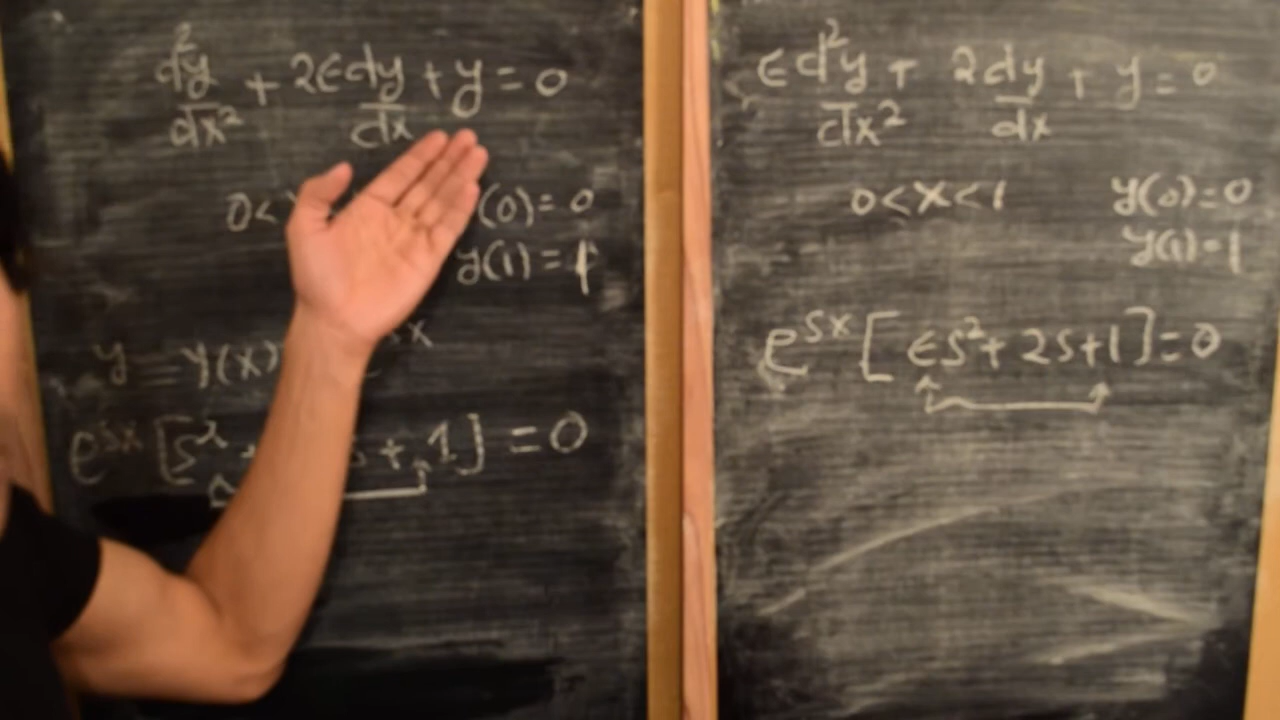 d²y/dx² + 2ϵdy/dx + y = 0
0< (0) = 0
y(1) = 1
y = y(x) sx
e^sx [s² + s + 1] = 0
ϵd²y/dx² + 2dy/dx + y = 0
0<x<1 y(0)=0
y(1)=1
e^sx [ϵs² + 2s+1]=0